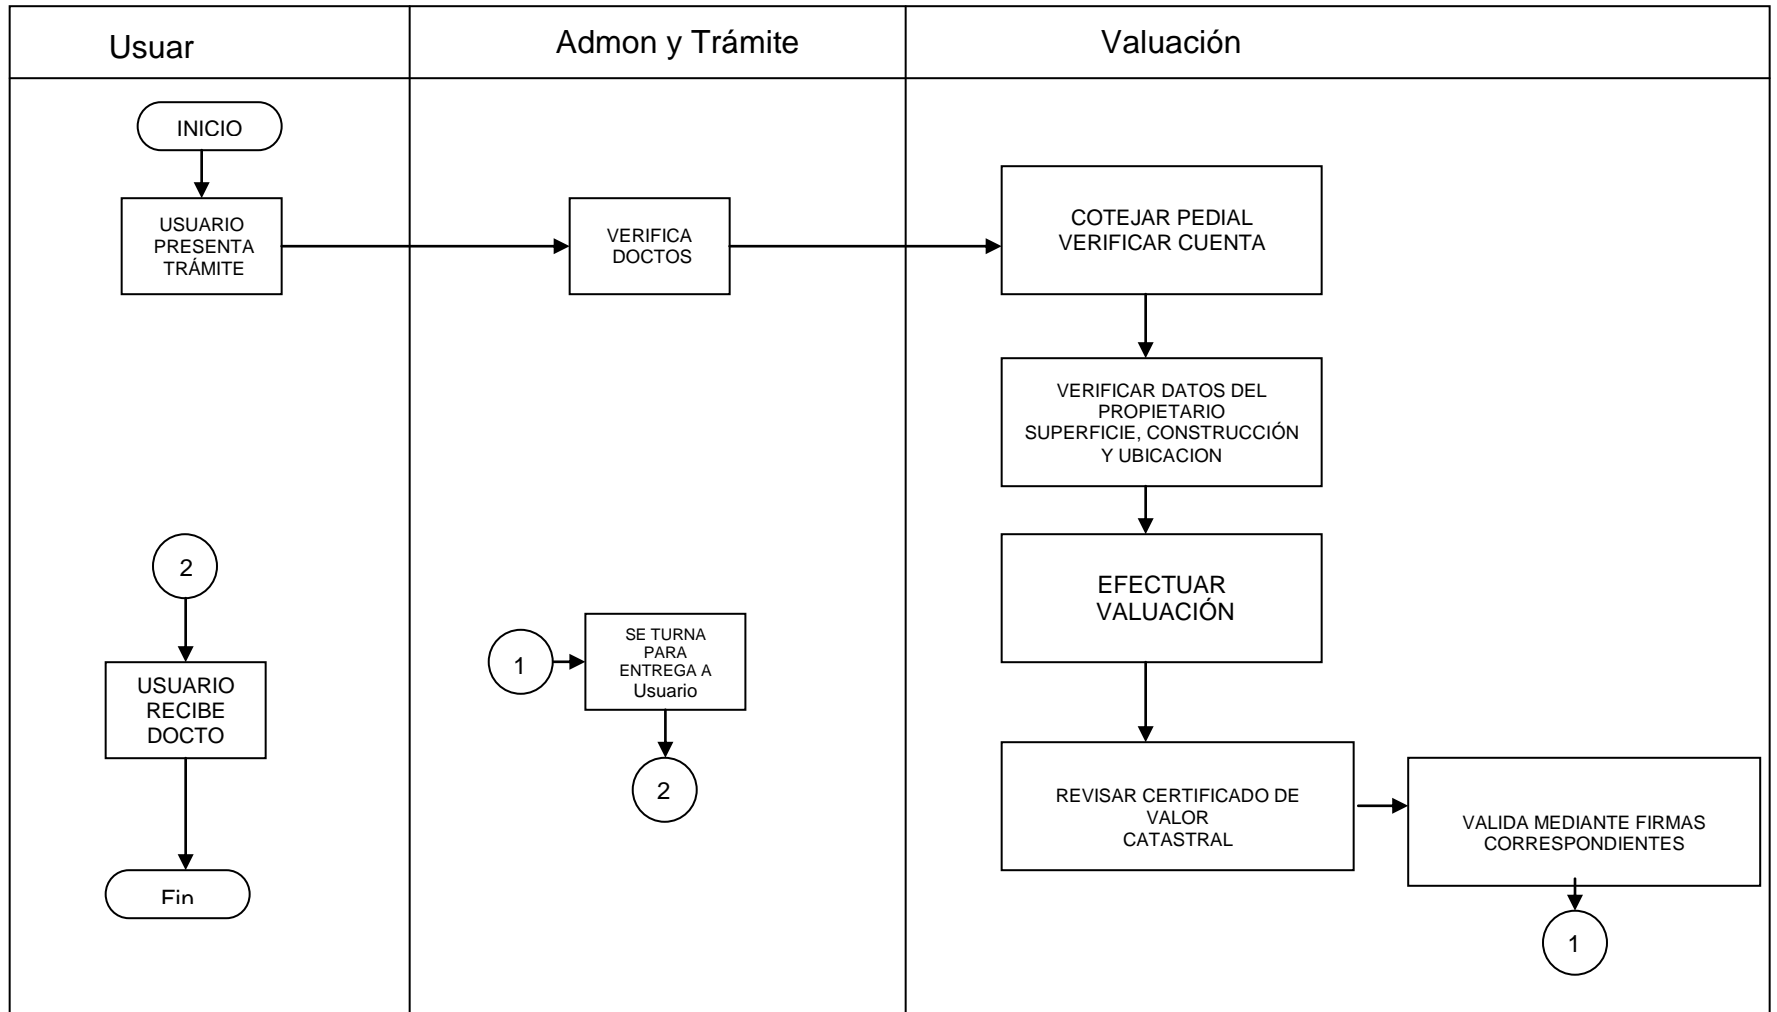 Usuar
Admon y Trámite
Valuación
INICIO
USUARIO
PRESENTA
TRÁMITE
VERIFICA
DOCTOS
COTEJAR PEDIAL
VERIFICAR CUENTA
VERIFICAR DATOS DEL
PROPIETARIO
SUPERFICIE, CONSTRUCCIÓN
Y UBICACION
EFECTUAR
VALUACIÓN
REVISAR CERTIFICADO DE
VALOR
CATASTRAL
VALIDA MEDIANTE FIRMAS
CORRESPONDIENTES
1
1
SE TURNA
PARA
ENTREGA A
Usuario
2
2
USUARIO
RECIBE
DOCTO
Fin